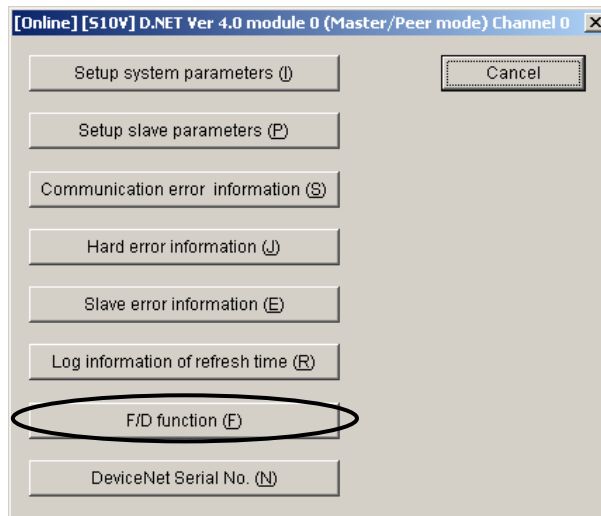 [Online] [S10V] D.NET Ver 4.0 module 0 (Master/Peer mode) Channel 0
Setup system parameters (I)
Cancel
Setup slave parameters (P)
Communication error information (S)
Hard error information (J)
Slave error information (E)
Log information of refresh time (R)
F/D function (F)
DeviceNet Serial No. (N)